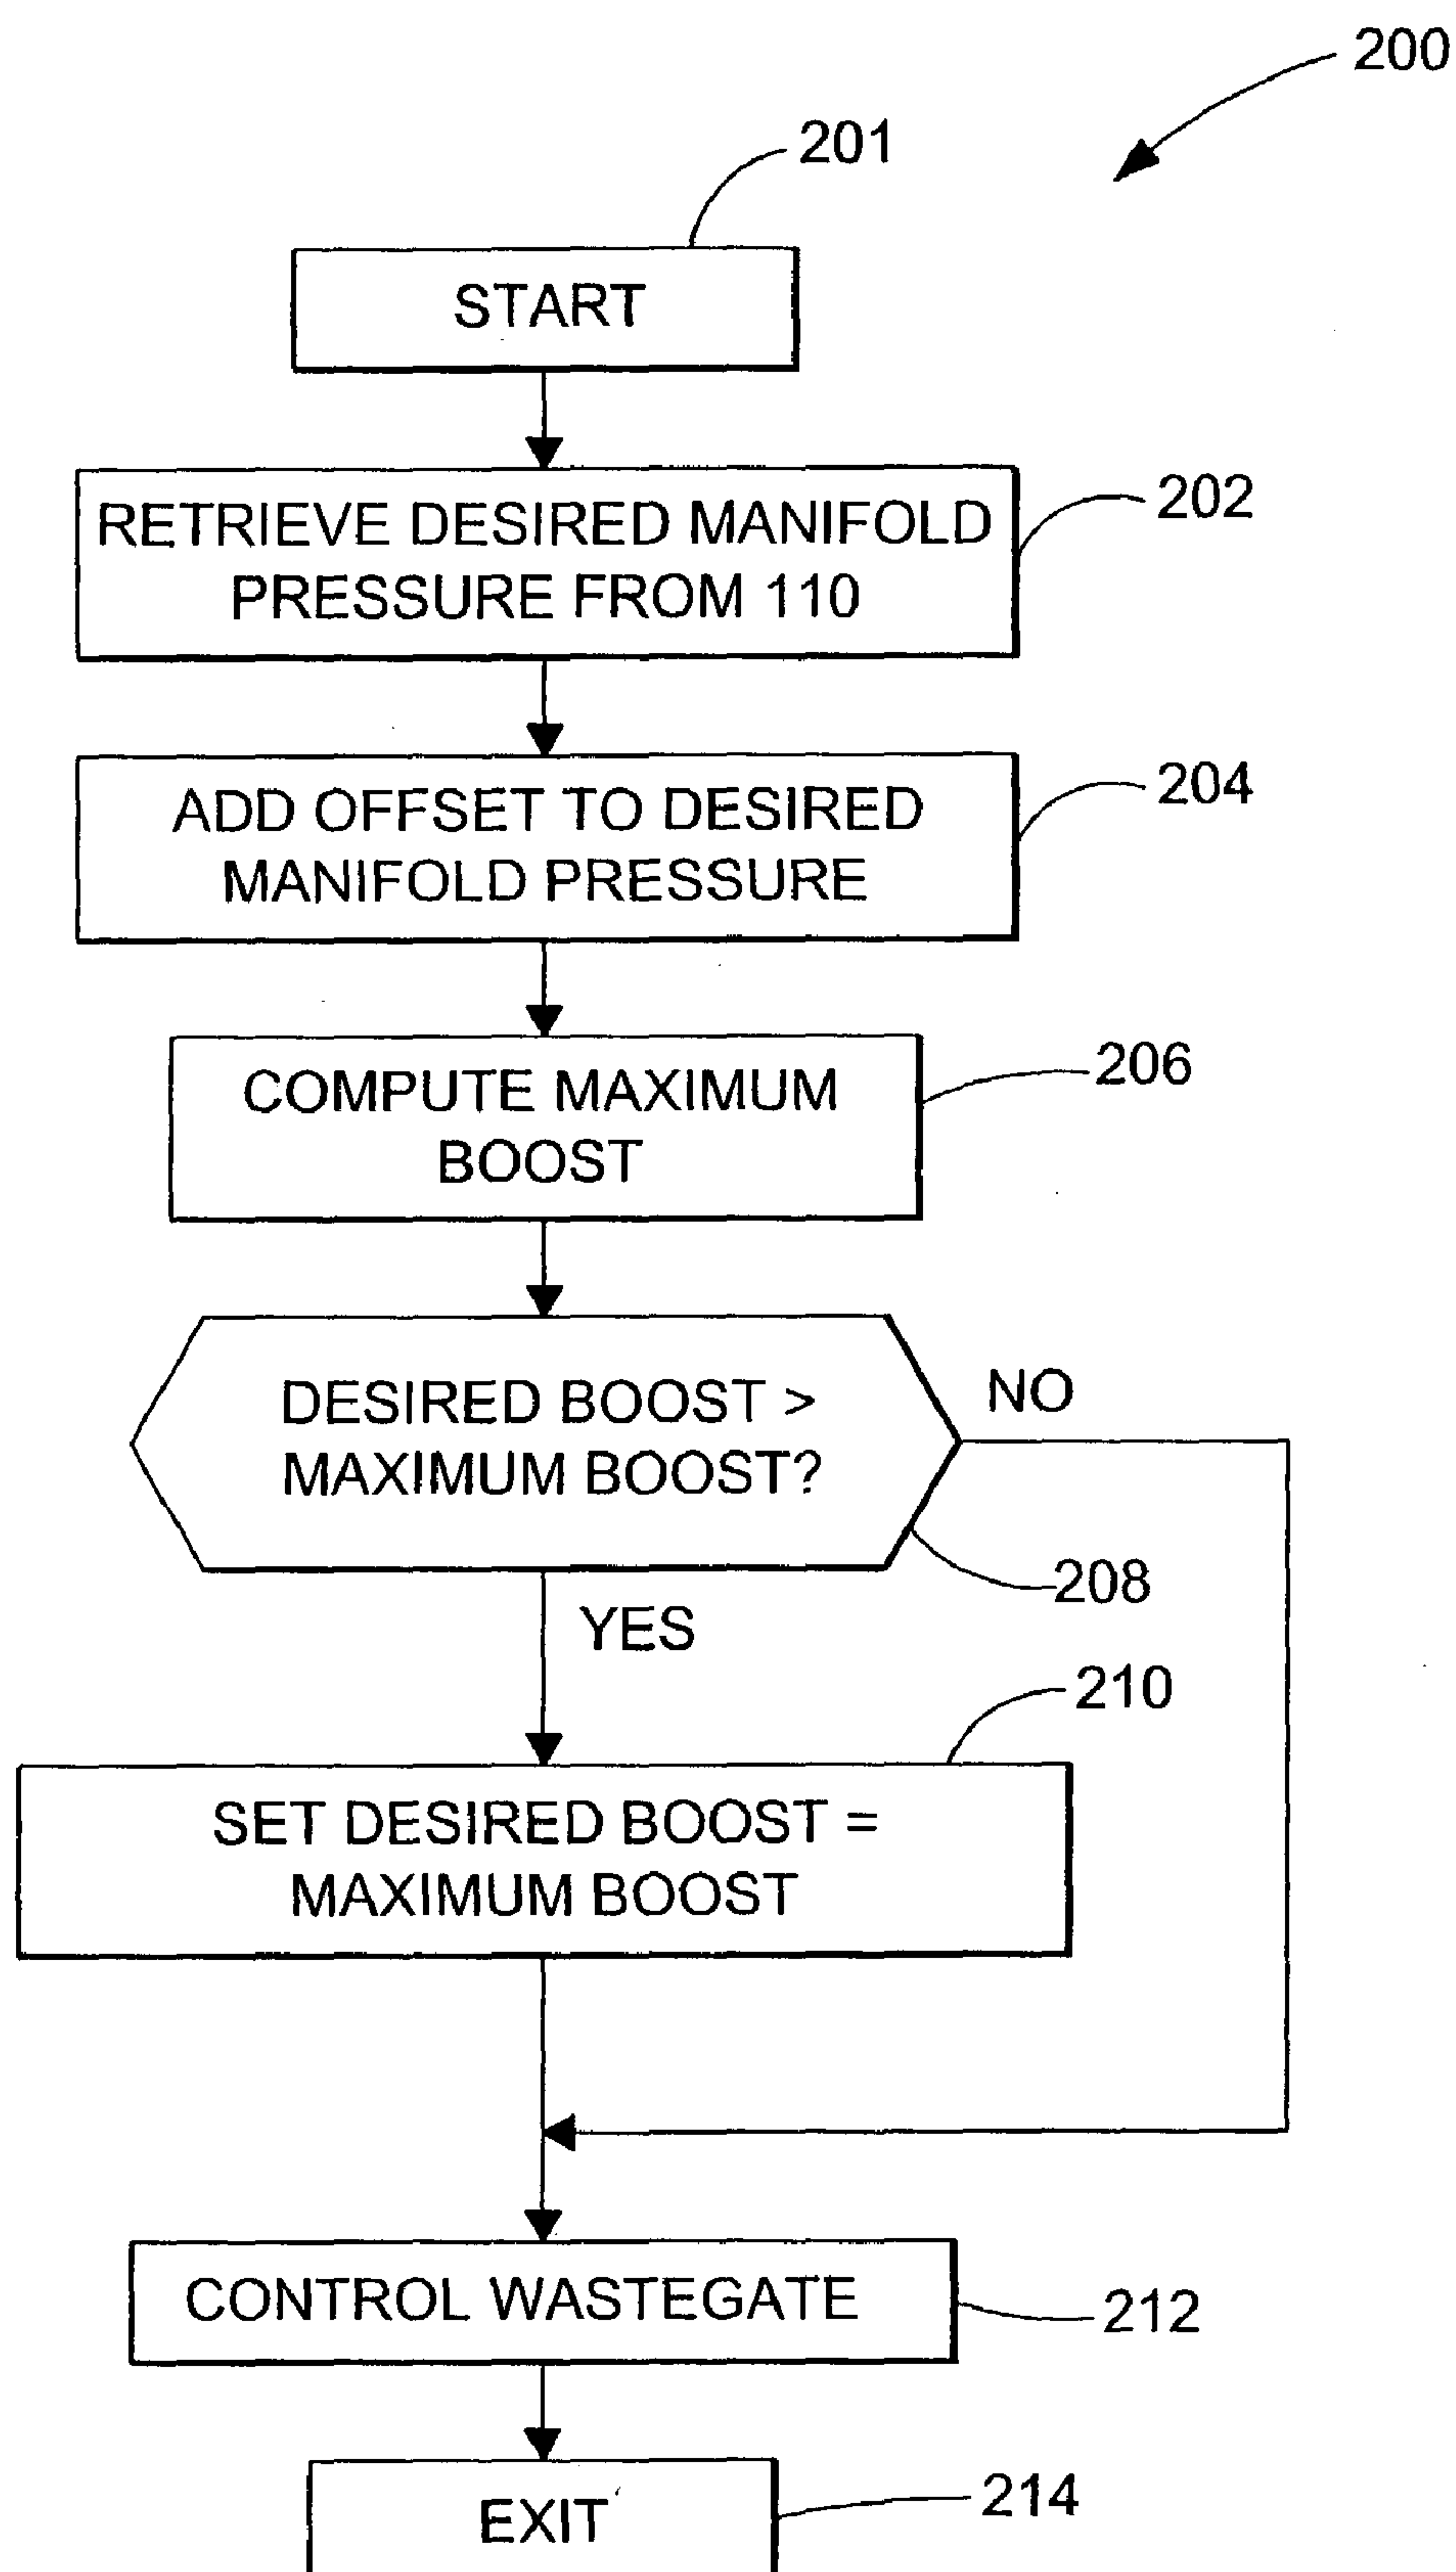 200
201
START
RETRIEVE DESIRED MANIFOLD
PRESSURE FROM 110
202
ADD OFFSET TO DESIRED
MANIFOLD PRESSURE
204
COMPUTE MAXIMUM
BOOST
206
DESIRED BOOST >
MAXIMUM BOOST?
NO
208
YES
210
SET DESIRED BOOST =
MAXIMUM BOOST
CONTROL WASTEGATE
212
EXIT
214